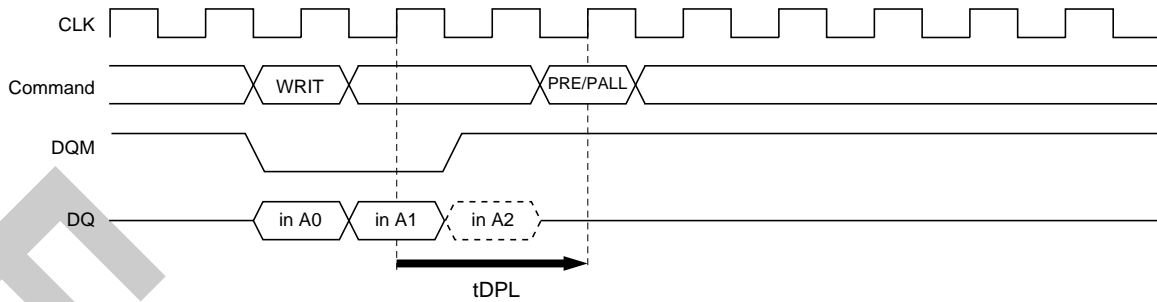 CLK
Command WRIT PRE/PALL
DQM
DQ in A0 in A1 in A2
tDPL